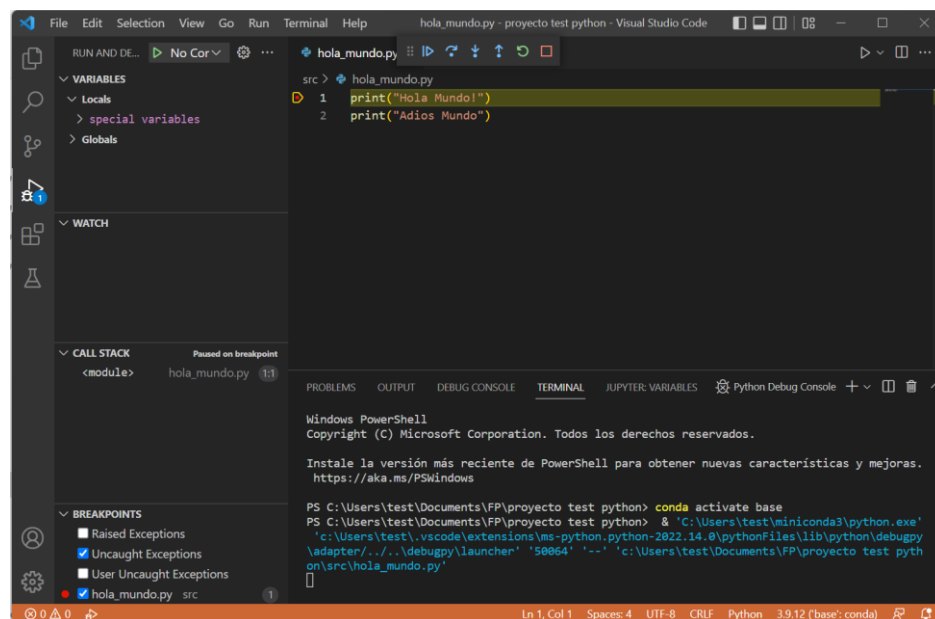 File Edit Selection View Go Run Terminal Help hola_mundo.py - proyecto test python - Visual Studio Code
RUN AND DE... No Cor
VARIABLES
Locals
special variables
Globals
WATCH
CALL STACK Paused on breakpoint
<module> hola_mundo.py 1:1
BREAKPOINTS
Raised Exceptions
Uncaught Exceptions
User Uncaught Exceptions
hola_mundo.py src 1
1
hola_mundo.py
src > hola_mundo.py
1 print("Hola Mundo!")
2 print("Adios Mundo")
PROBLEMS OUTPUT DEBUG CONSOLE TERMINAL JUPYTER: VARIABLES Python Debug Console
Windows PowerShell
Copyright (C) Microsoft Corporation. Todos los derechos reservados.
Instale la versión más reciente de PowerShell para obtener nuevas características y mejoras.
https://aka.ms/PSWindows
PS C:\Users\test\Documents\FP\proyecto test python> conda activate base
PS C:\Users\test\Documents\FP\proyecto test python> & 'C:\Users\test\miniconda3\python.exe'
'c:\Users\test\.vscode\extensions\ms-python.python-2022.14.0\pythonFiles\lib\python\debugpy
\adapter/../..\debugpy\launcher' '50064' '--' 'c:\Users\test\Documents\FP\proyecto test pyth
on\src\hola_mundo.py'
0 0 Ln 1, Col 1 Spaces: 4 UTF-8 CRLF Python 3.9.12 ('base': conda)